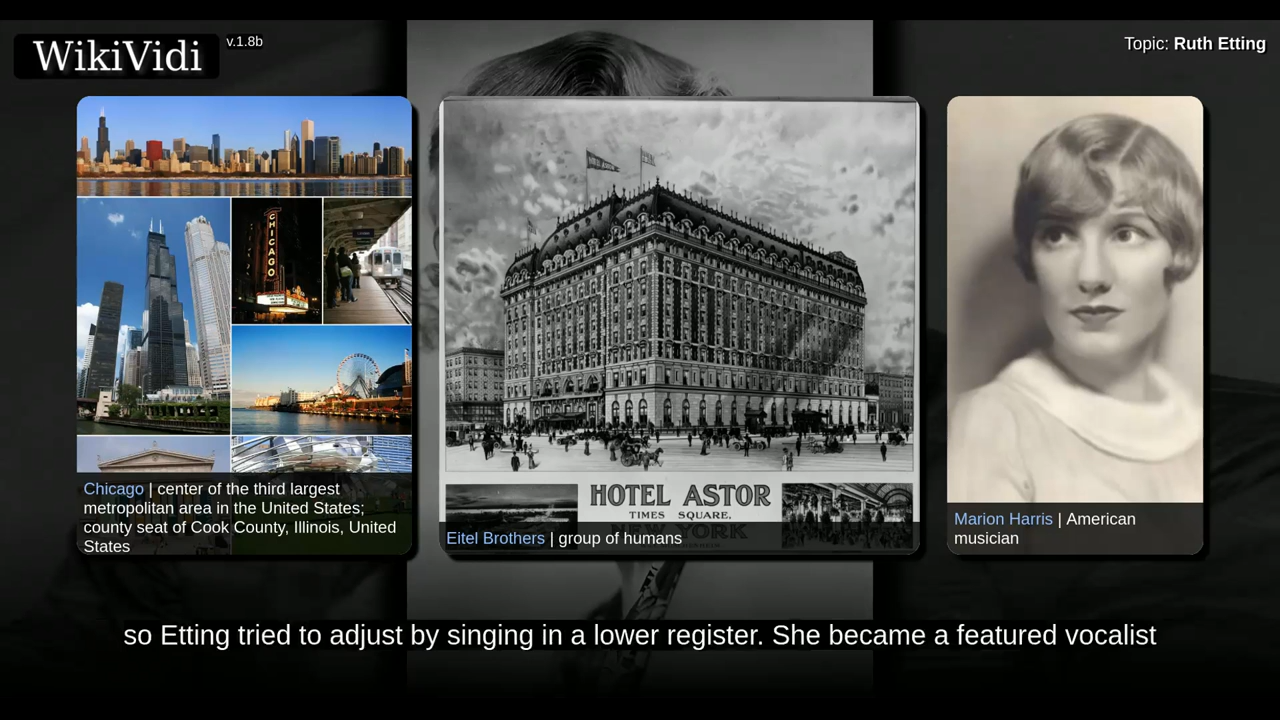 WikiVidi
v.1.8b
Topic: Ruth Etting
CHICAGO
Chicago | center of the third largest
metropolitan area in the United States;
county seat of Cook County, Illinois, United
States
HOTEL ASTOR
TIMES SQUARE,
NEW YORK
Eitel Brothers | group of humans
Marion Harris | American
musician
so Etting tried to adjust by singing in a lower register. She became a featured vocalist